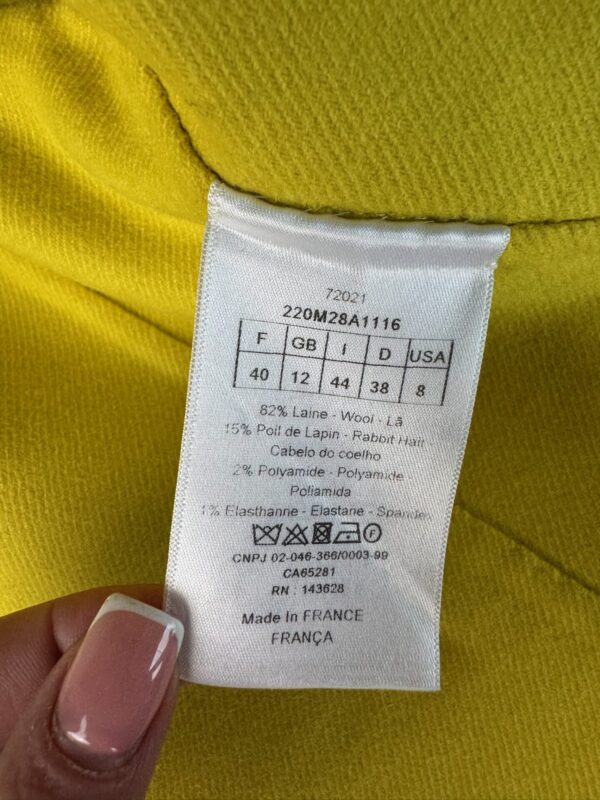 72021
220M28A1116
F GB I D USA
40 12 44 38 8
82% Laine - Wool - Lã
15% Poil de Lapin - Rabbit Hair -
Cabelo do coelho
2% Polyamide - Polyamide
Poliamida
1% Elasthanne - Elastane - Spandex
F
CNPJ 02-046-366/0003-99
CA65281
RN : 143628
Made In FRANCE
FRANÇA